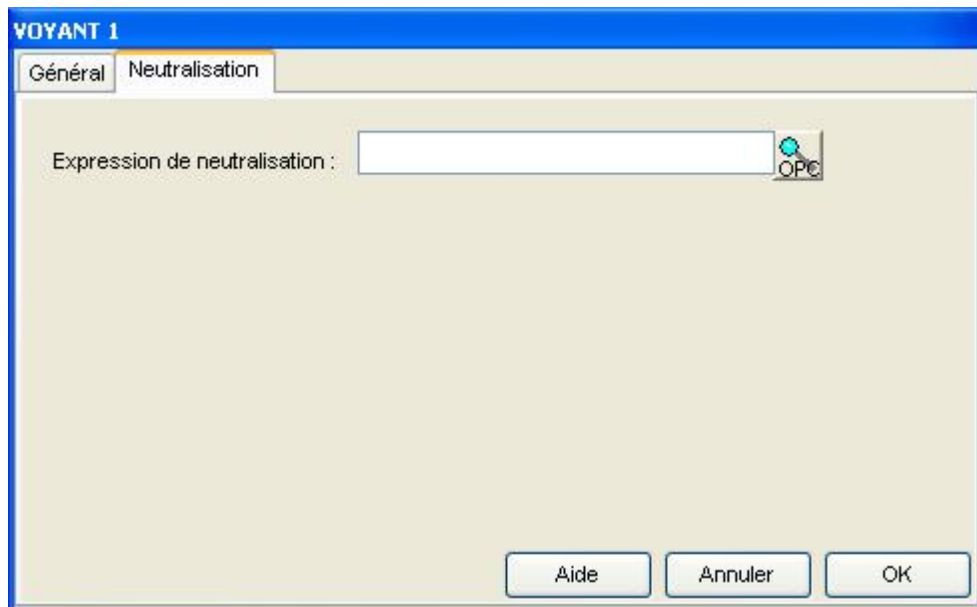 VOYANT 1
Général Neutralisation
Expression de neutralisation :
OPC
Aide Annuler OK